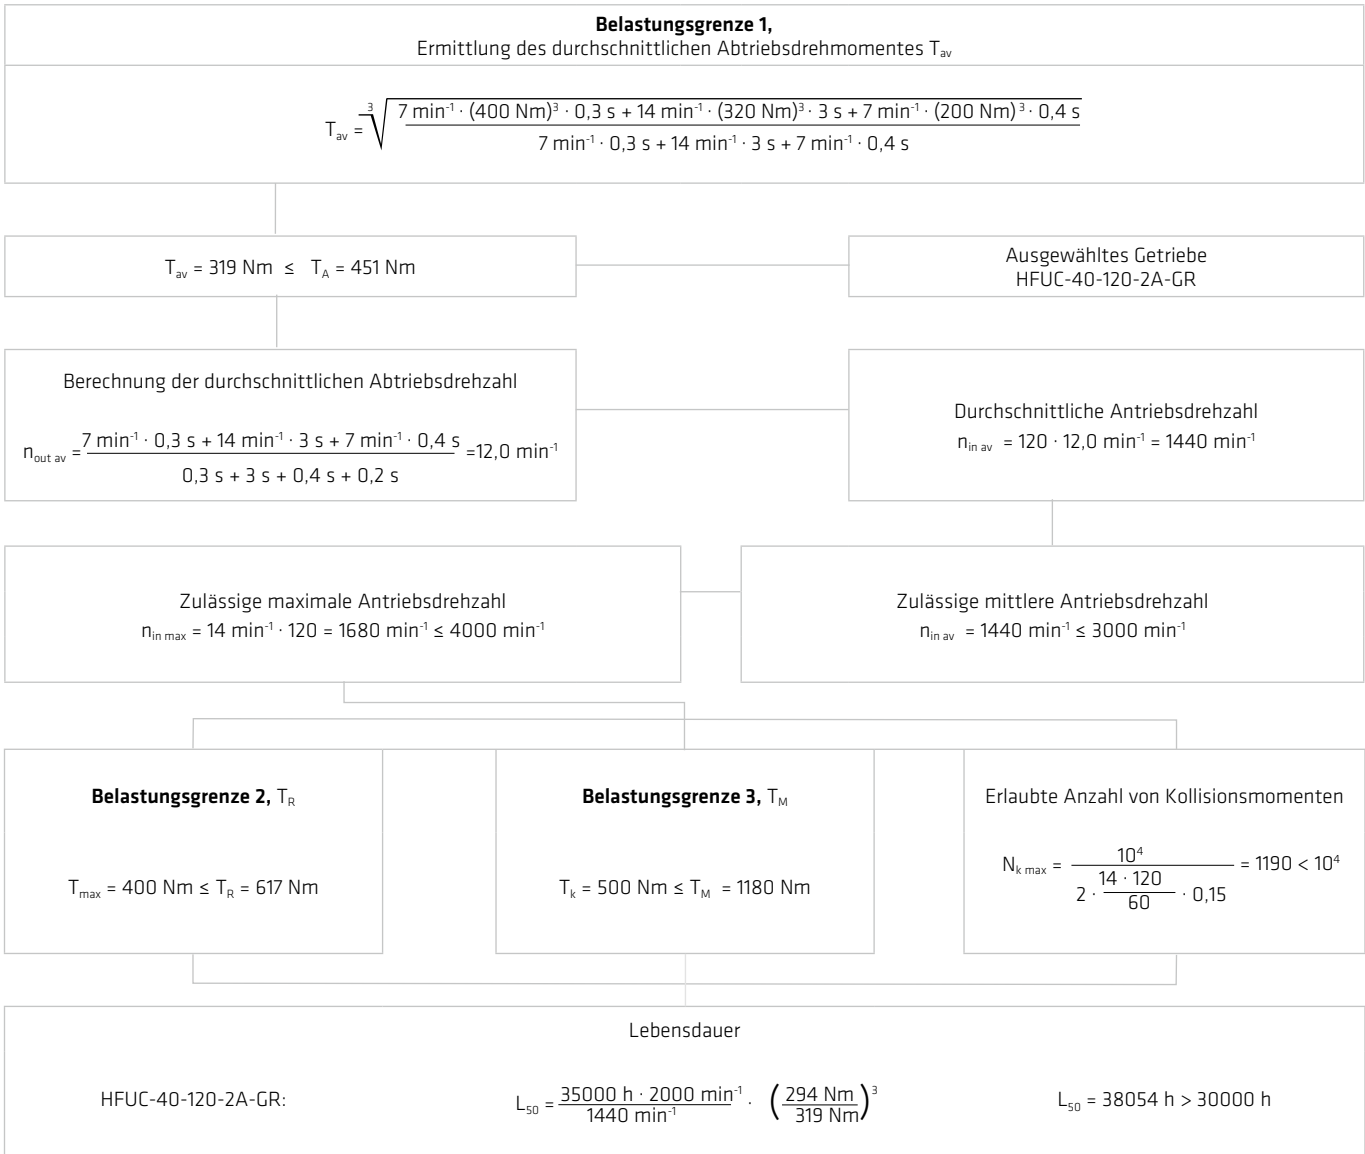 Belastungsgrenze 1,
Ermittlung des durchschnittlichen Abtriebsdrehmomentes T_av
T_av = ∛ 7 min⁻¹ · (400 Nm)³ · 0,3 s + 14 min⁻¹ · (320 Nm)³ · 3 s + 7 min⁻¹ · (200 Nm)³ · 0,4 s
7 min⁻¹ · 0,3 s + 14 min⁻¹ · 3 s + 7 min⁻¹ · 0,4 s
T_av = 319 Nm ≤ T_A = 451 Nm
Ausgewähltes Getriebe
HFUC-40-120-2A-GR
Berechnung der durchschnittlichen Abtriebsdrehzahl
n_out av = 7 min⁻¹ · 0,3 s + 14 min⁻¹ · 3 s + 7 min⁻¹ · 0,4 s =12,0 min⁻¹
0,3 s + 3 s + 0,4 s + 0,2 s
Durchschnittliche Antriebsdrehzahl
n_in av = 120 · 12,0 min⁻¹ = 1440 min⁻¹
Zulässige maximale Antriebsdrehzahl
n_in max = 14 min⁻¹ · 120 = 1680 min⁻¹ ≤ 4000 min⁻¹
Zulässige mittlere Antriebsdrehzahl
n_in av = 1440 min⁻¹ ≤ 3000 min⁻¹
Belastungsgrenze 2, T_R
T_max = 400 Nm ≤ T_R = 617 Nm
Belastungsgrenze 3, T_M
T_k = 500 Nm ≤ T_M = 1180 Nm
Erlaubte Anzahl von Kollisionsmomenten
N_k max = 10⁴ = 1190 < 10⁴
2 · 14 · 120 · 0,15
60
Lebensdauer
HFUC-40-120-2A-GR:
L_50 = 35000 h · 2000 min⁻¹ · (294 Nm)³
1440 min⁻¹ 319 Nm
L_50 = 38054 h > 30000 h